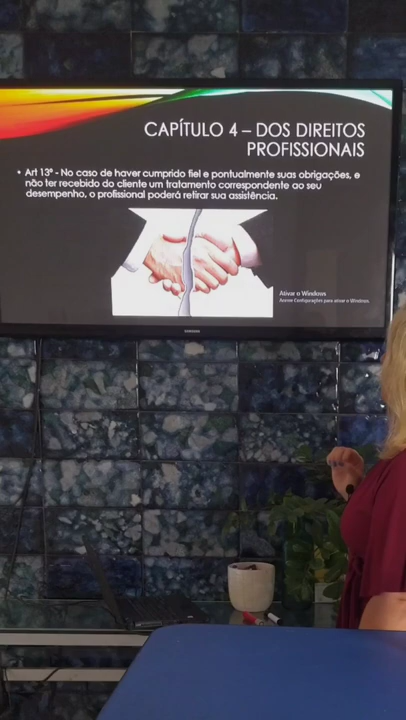 CAPÍTULO 4 – DOS DIREITOS
PROFISSIONAIS
• Art 13º - No caso de haver cumprido fiel e pontualmente suas obrigações, e
não ter recebido do cliente um tratamento correspondente ao seu
desempenho, o profissional poderá retirar sua assistência.
Ativar o Windows
Acesse Configurações para ativar o Windows.
SAMSUNG